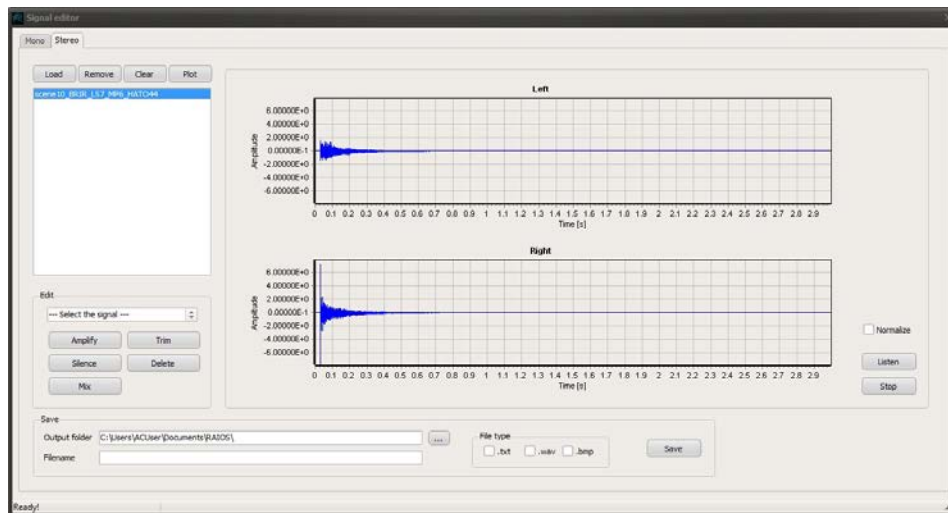 Signal editor
Mono Stereo
Load Remove Clear Plot
scene10_BRIR_LS7_MP6_HATO44
Left
Amplitude
6.00000E+0
4.00000E+0
2.00000E+0
0.00000E-1
-2.00000E+0
-4.00000E+0
-6.00000E+0
0 0.1 0.2 0.3 0.4 0.5 0.6 0.7 0.8 0.9 1 1.1 1.2 1.3 1.4 1.5 1.6 1.7 1.8 1.9 2 2.1 2.2 2.3 2.4 2.5 2.6 2.7 2.8 2.9
Time [s]
Right
Amplitude
6.00000E+0
4.00000E+0
2.00000E+0
0.00000E-1
-2.00000E+0
-4.00000E+0
-6.00000E+0
0 0.1 0.2 0.3 0.4 0.5 0.6 0.7 0.8 0.9 1 1.1 1.2 1.3 1.4 1.5 1.6 1.7 1.8 1.9 2 2.1 2.2 2.3 2.4 2.5 2.6 2.7 2.8 2.9
Time [s]
Edit
--- Select the signal ---
Amplify Trim
Silence Delete
Mix
Normalize
Listen
Stop
Save
Output folder C:\Users\ACUser\Documents\RAIOS\ ...
Filename
File type
.txt .wav .bmp
Save
Ready!